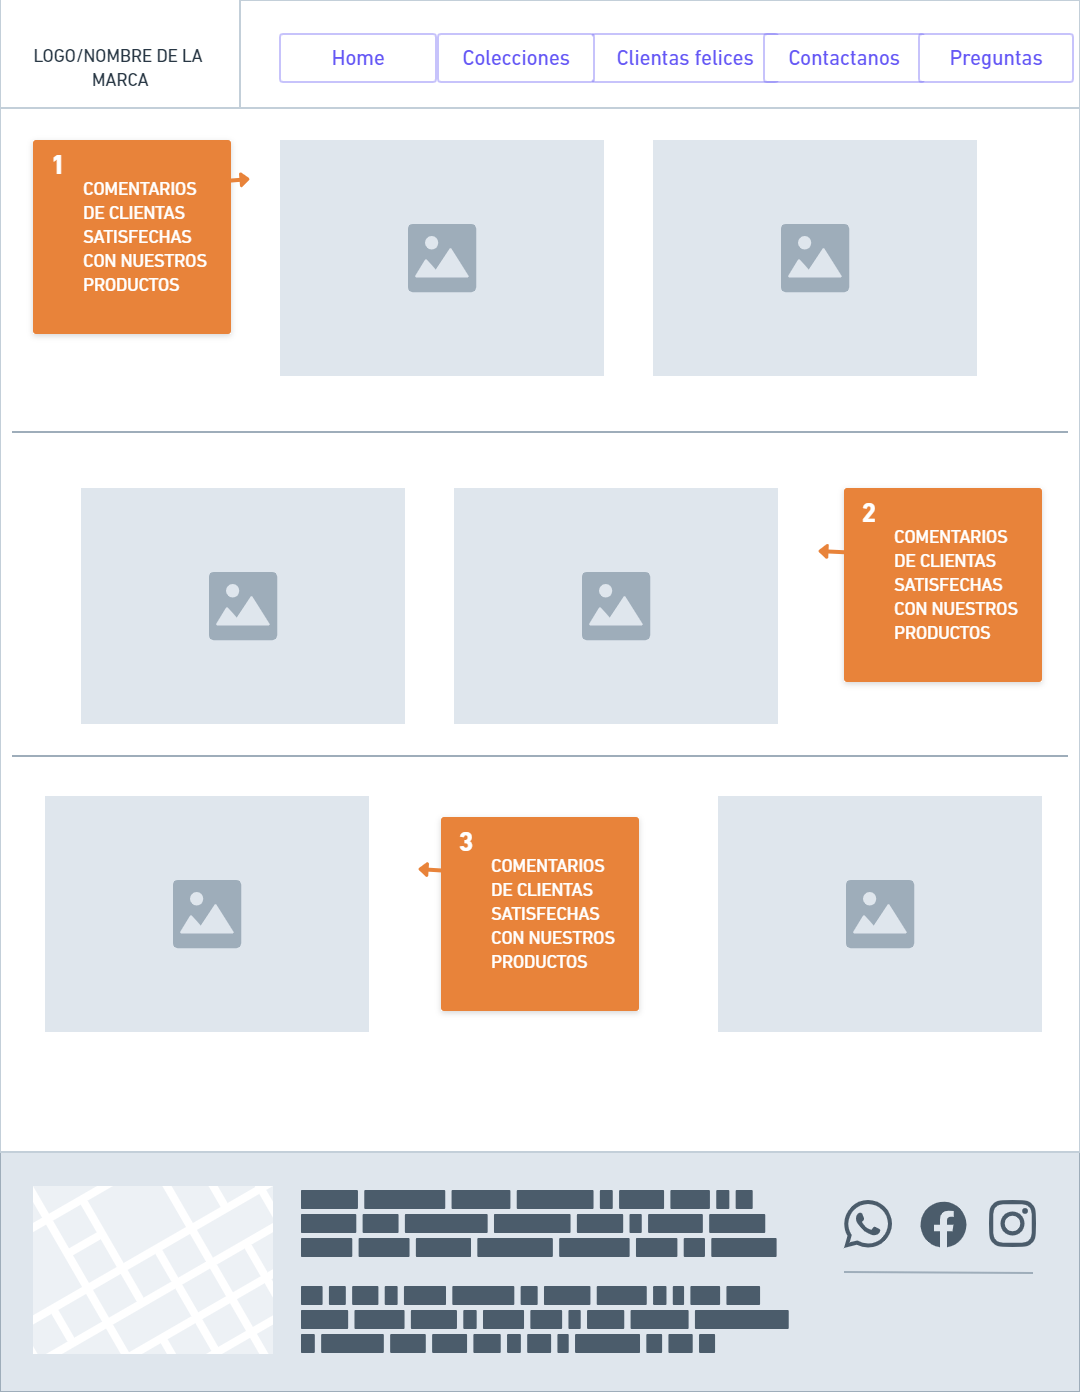 LOGO/NOMBRE DE LA
MARCA
Home
Colecciones
Clientas felices
Contactanos
Preguntas
1
COMENTARIOS
DE CLIENTAS
SATISFECHAS
CON NUESTROS
PRODUCTOS
2
COMENTARIOS
DE CLIENTAS
SATISFECHAS
CON NUESTROS
PRODUCTOS
3
COMENTARIOS
DE CLIENTAS
SATISFECHAS
CON NUESTROS
PRODUCTOS